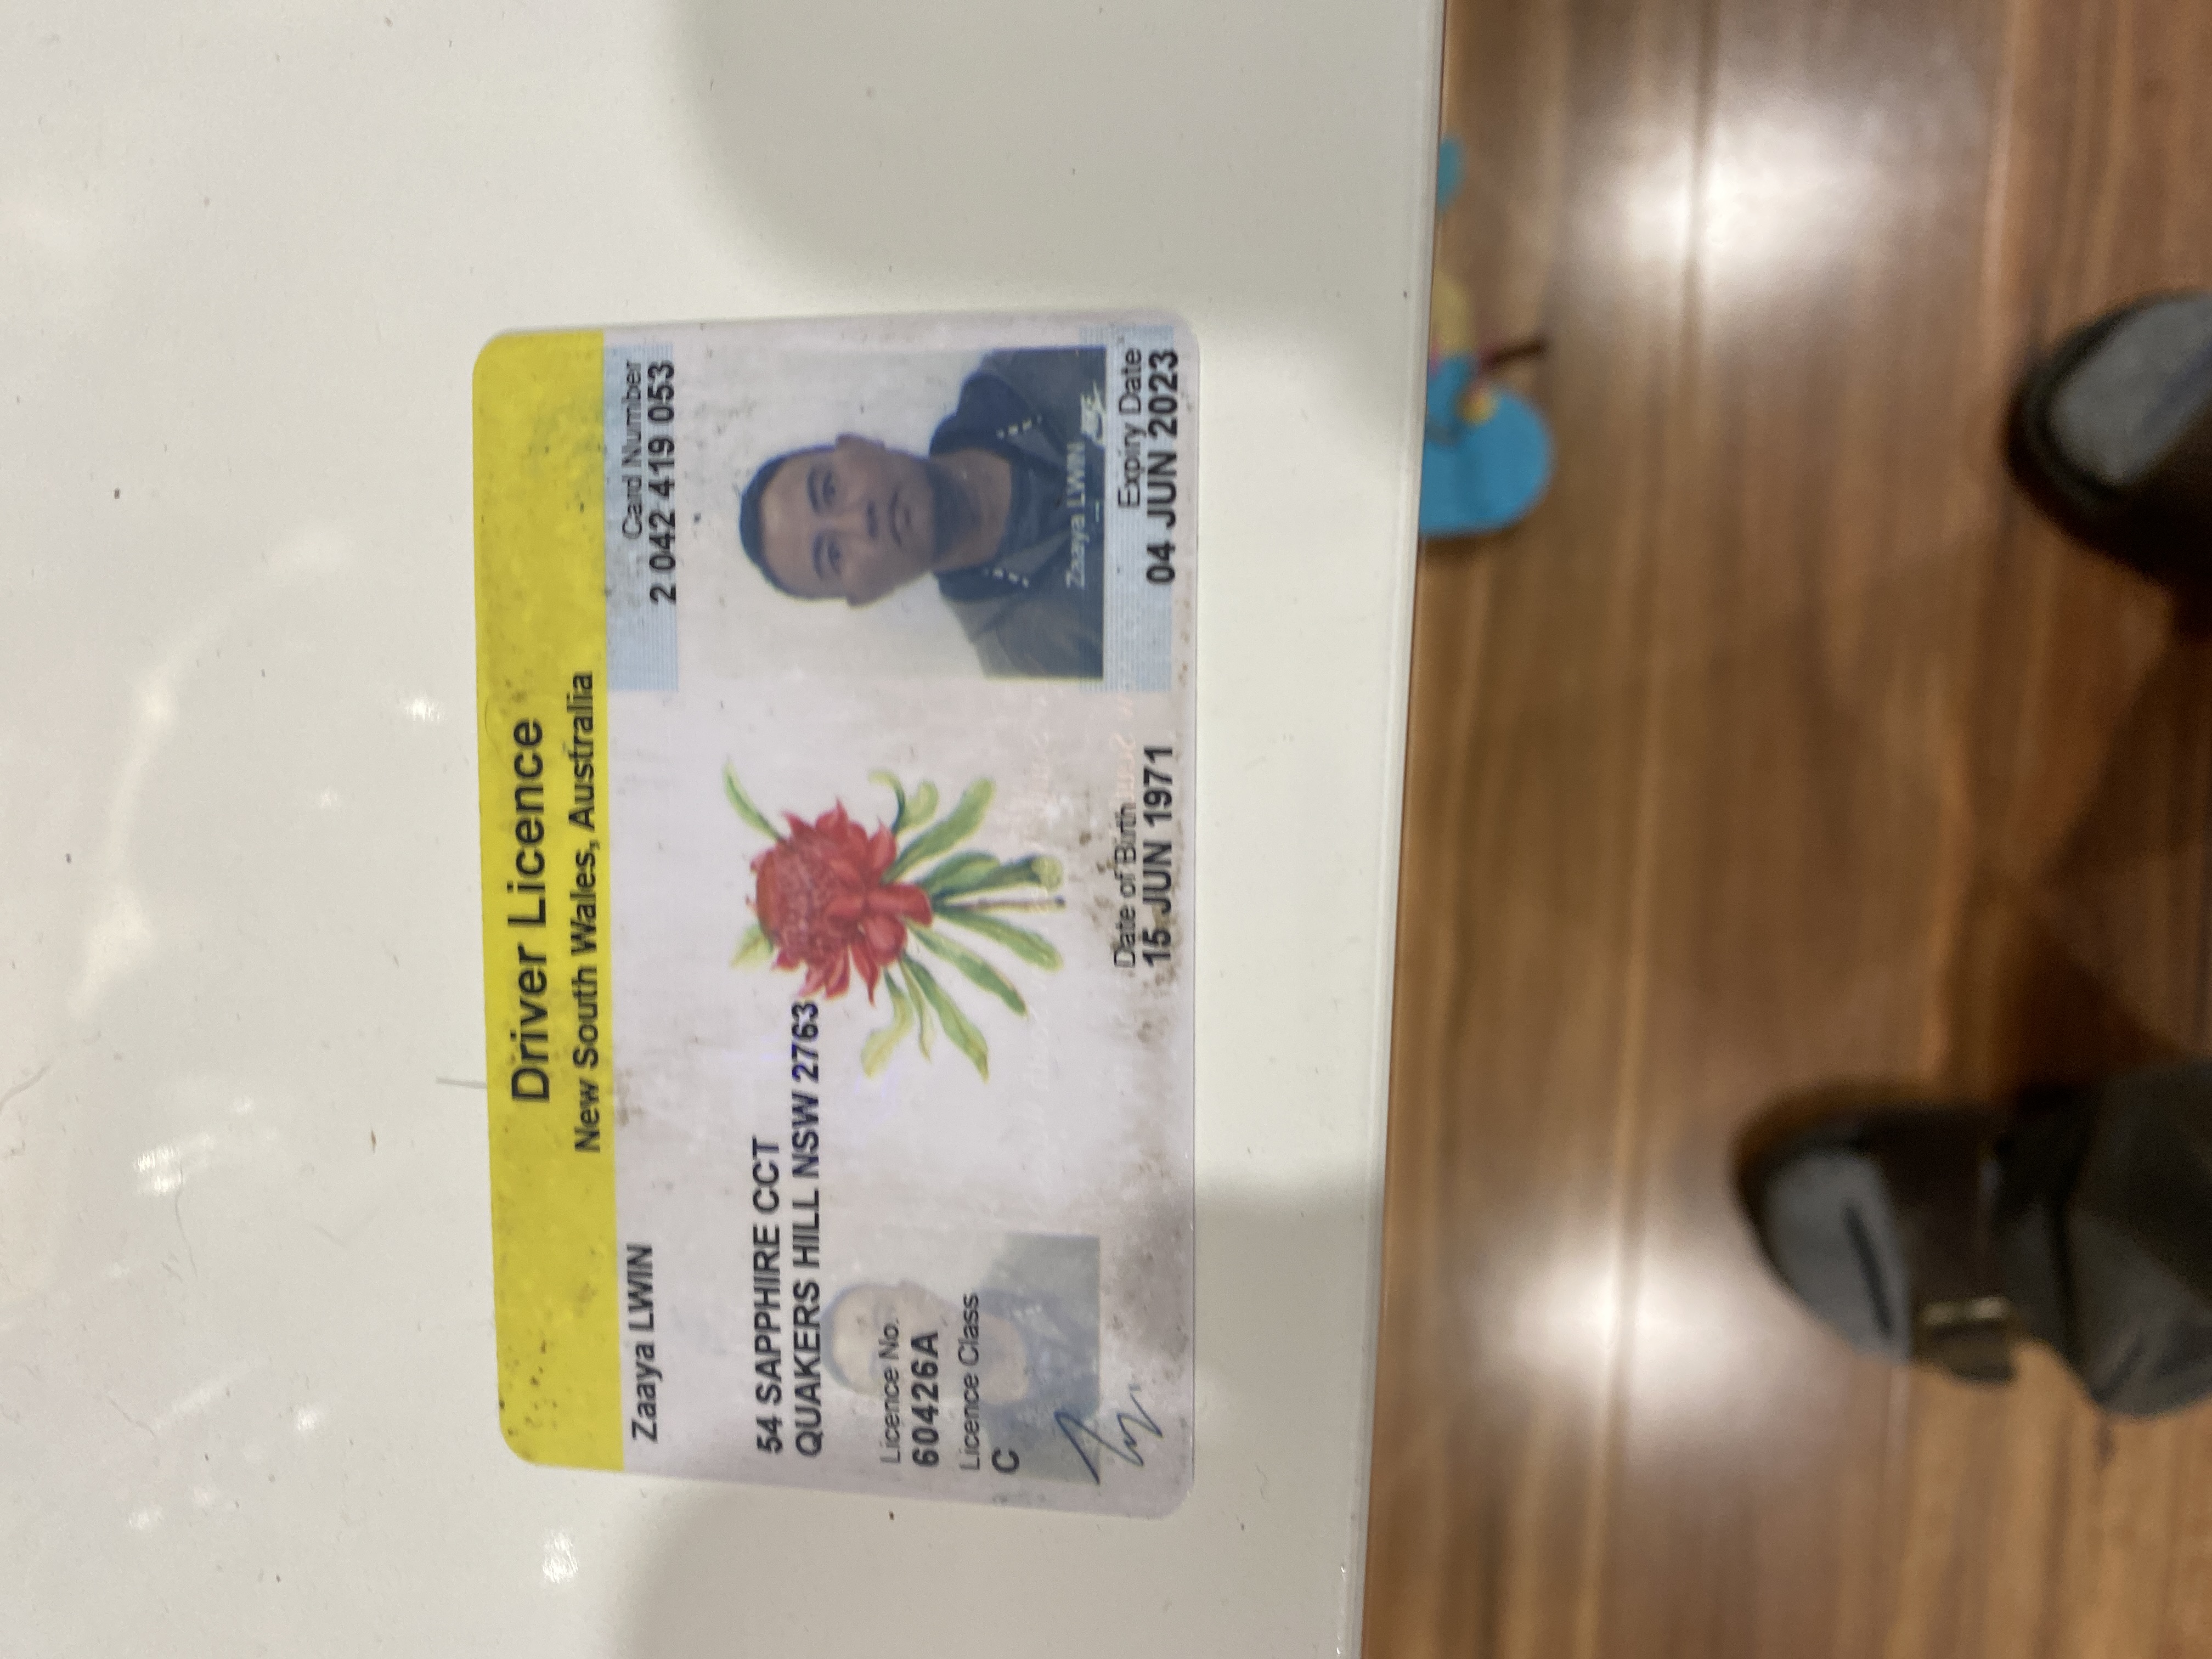 Driver Licence
New South Wales, Australia
Zaaya LWIN
Card Number
2 042 419 053
54 SAPPHIRE CCT
QUAKERS HILL NSW 2763
Licence No.
60426A
Licence Class
C
Zaaya LWIN
NIKE
Date of Birth
15 JUN 1971
Expiry Date
04 JUN 2023